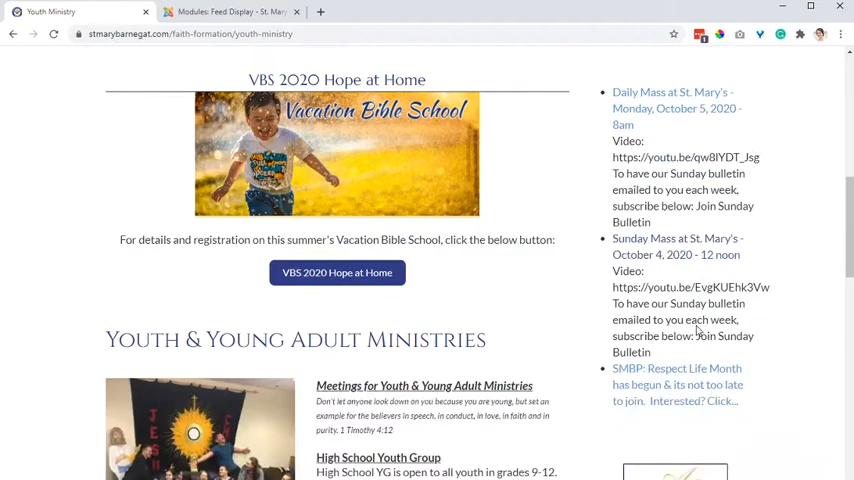 Youth Ministry
Modules: Feed Display - St. Mary
stmarybarnegat.com/faith-formation/youth-ministry
1
VBS 2020 Hope at Home
Vacation Bible School
For details and registration on this summer's Vacation Bible School, click the below button:
VBS 2020 Hope at Home
YOUTH & YOUNG ADULT MINISTRIES
Meetings for Youth & Young Adult Ministries
Don't let anyone look down on you because you are young, but set an
example for the believers in speech, in conduct, in love, in faith and in
purity. 1 Timothy 4:12
High School Youth Group
High School YG is open to all youth in grades 9-12.
Daily Mass at St. Mary's -
Monday, October 5, 2020 -
8am
Video:
https://youtu.be/qw8lYDT_Jsg
To have our Sunday bulletin
emailed to you each week,
subscribe below: Join Sunday
Bulletin
Sunday Mass at St. Mary's -
October 4, 2020 - 12 noon
Video:
https://youtu.be/EvgKUEhk3Vw
To have our Sunday bulletin
emailed to you each week,
subscribe below: Join Sunday
Bulletin
SMBP: Respect Life Month
has begun & its not too late
to join. Interested? Click...